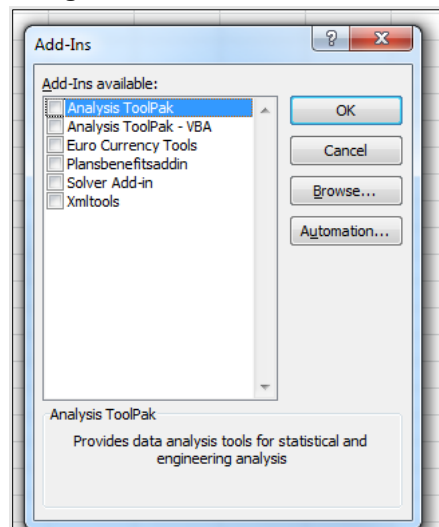 Add-Ins
Add-Ins available:
Analysis ToolPak
Analysis ToolPak - VBA
Euro Currency Tools
Plansbenefitsaddin
Solver Add-in
Xmltools
OK
Cancel
Browse...
Automation...
Analysis ToolPak
Provides data analysis tools for statistical and
engineering analysis